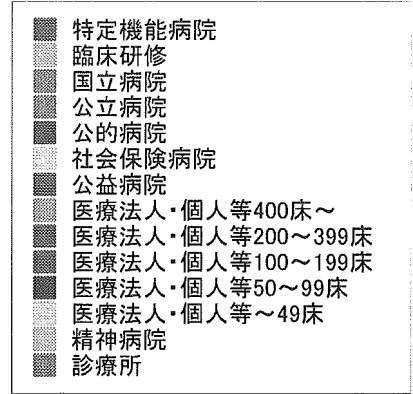 特定機能病院
臨床研修
国立病院
公立病院
公的病院
社会保険病院
公益病院
医療法人・個人等400床～
医療法人・個人等200～399床
医療法人・個人等100～199床
医療法人・個人等50～99床
医療法人・個人等～49床
精神病院
診療所